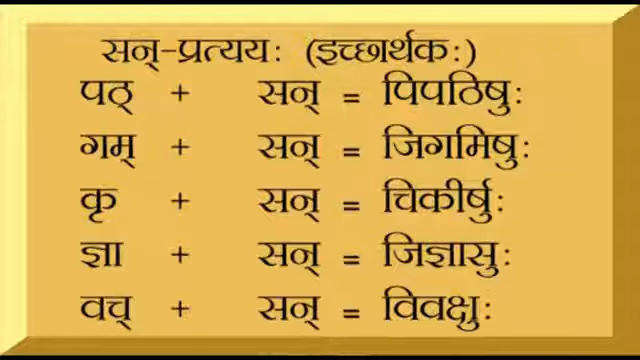 सन्-प्रत्ययः (इच्छार्थकः)
पठ् + सन् = पिपठिषुः
गम् + सन् = जिगमिषुः
कृ + सन् = चिकीर्षुः
ज्ञा + सन् = जिज्ञासुः
वच् + सन् = विवक्षुः